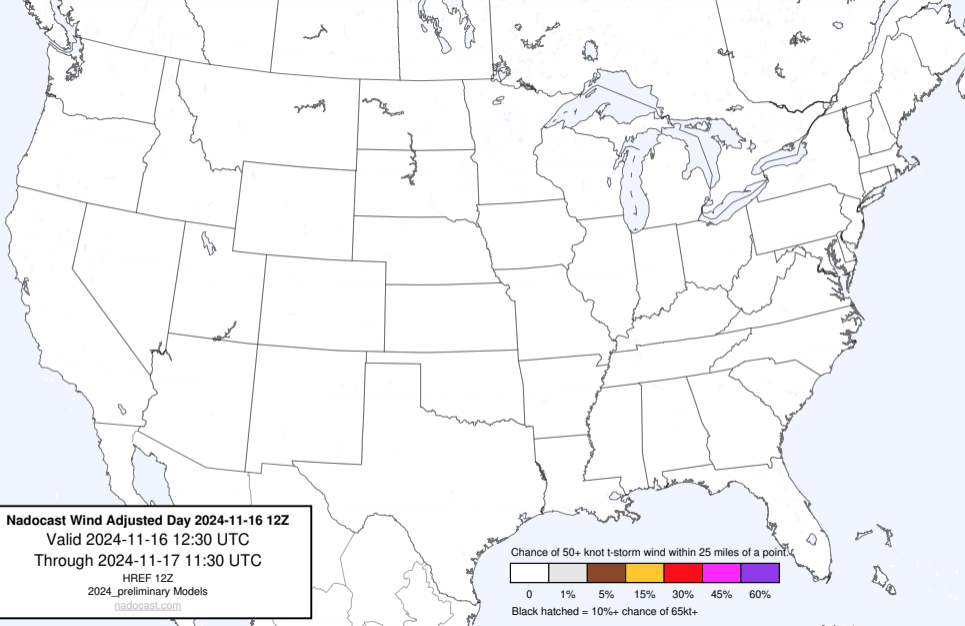 Nadocast Wind Adjusted Day 2024-11-16 12Z
Valid 2024-11-16 12:30 UTC
Through 2024-11-17 11:30 UTC
HREF 12Z
2024_preliminary Models
nadocast.com
Chance of 50+ knot t-storm wind within 25 miles of a point.
0 1% 5% 15% 30% 45% 60%
Black hatched = 10%+ chance of 65kt+